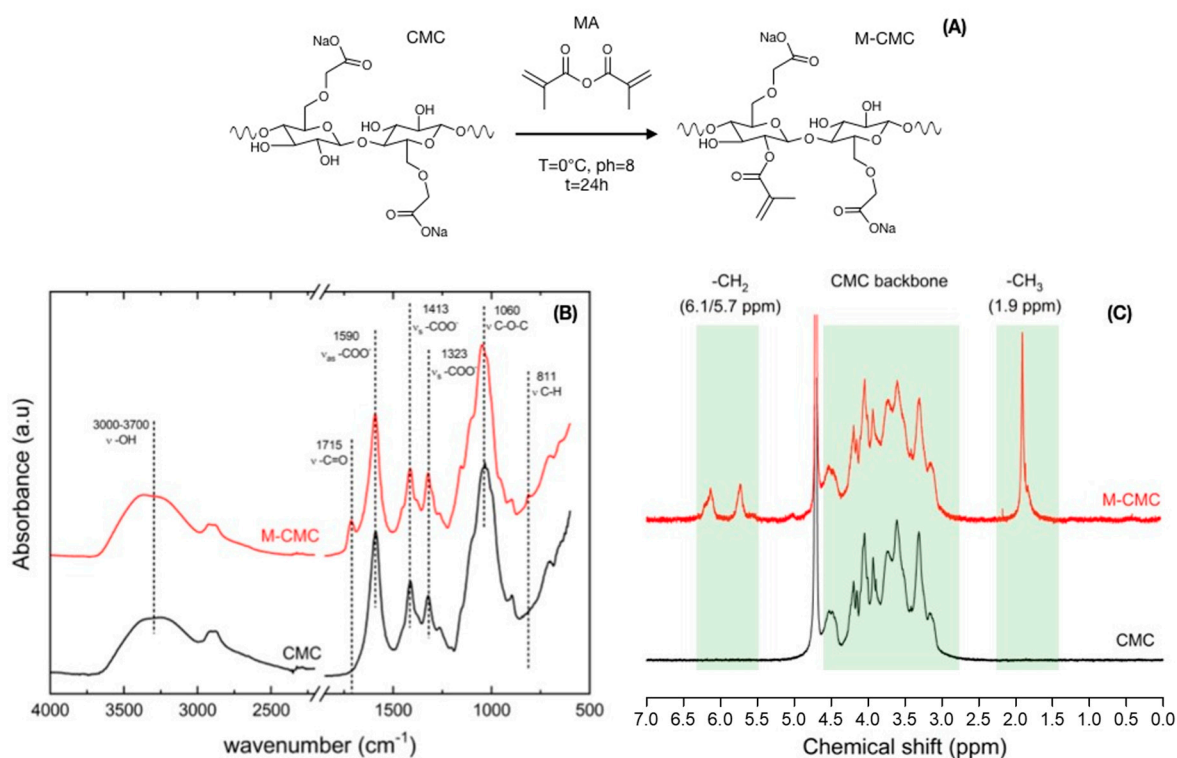 CMC
MA
M-CMC
(A)
NaO
O
O
O
O
O
NaO
O
O
OH
HO
O
O
HO
OH
O
O
O
O
O
ONa
T=0°C, ph=8
t=24h
OH
HO
O
O
HO
O
O
O
O
O
O
O
O
ONa
(B)
1413
νs -COO-
1060
ν C-O-C
1590
νas -COO-
1323
νs -COO-
811
ν C-H
3000-3700
ν -OH
1715
ν -C=O
M-CMC
CMC
Absorbance (a.u)
4000
3500
3000
2500
1500
1000
500
wavenumber (cm-1)
-CH2
(6.1/5.7 ppm)
CMC backbone
-CH3
(1.9 ppm)
(C)
M-CMC
CMC
7.0 6.5 6.0 5.5 5.0 4.5 4.0 3.5 3.0 2.5 2.0 1.5 1.0 0.5 0.0
Chemical shift (ppm)